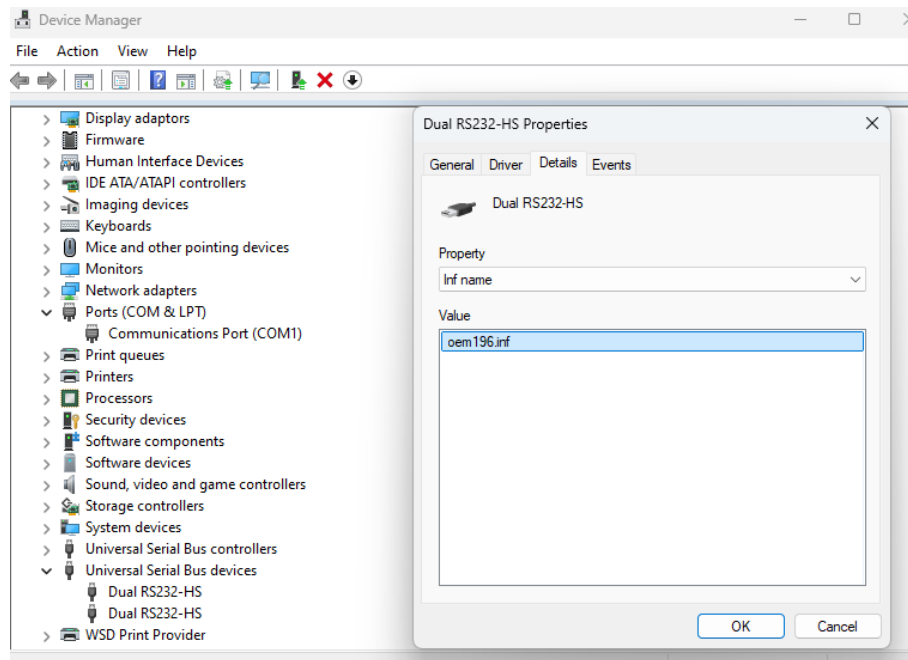 Device Manager
File Action View Help
Display adaptors
Firmware
Human Interface Devices
IDE ATA/ATAPI controllers
Imaging devices
Keyboards
Mice and other pointing devices
Monitors
Network adapters
Ports (COM & LPT)
Communications Port (COM1)
Print queues
Printers
Processors
Security devices
Software components
Software devices
Sound, video and game controllers
Storage controllers
System devices
Universal Serial Bus controllers
Universal Serial Bus devices
Dual RS232-HS
Dual RS232-HS
WSD Print Provider
Dual RS232-HS Properties
General Driver Details Events
Dual RS232-HS
Property
Inf name
Value
oem196.inf
OK Cancel